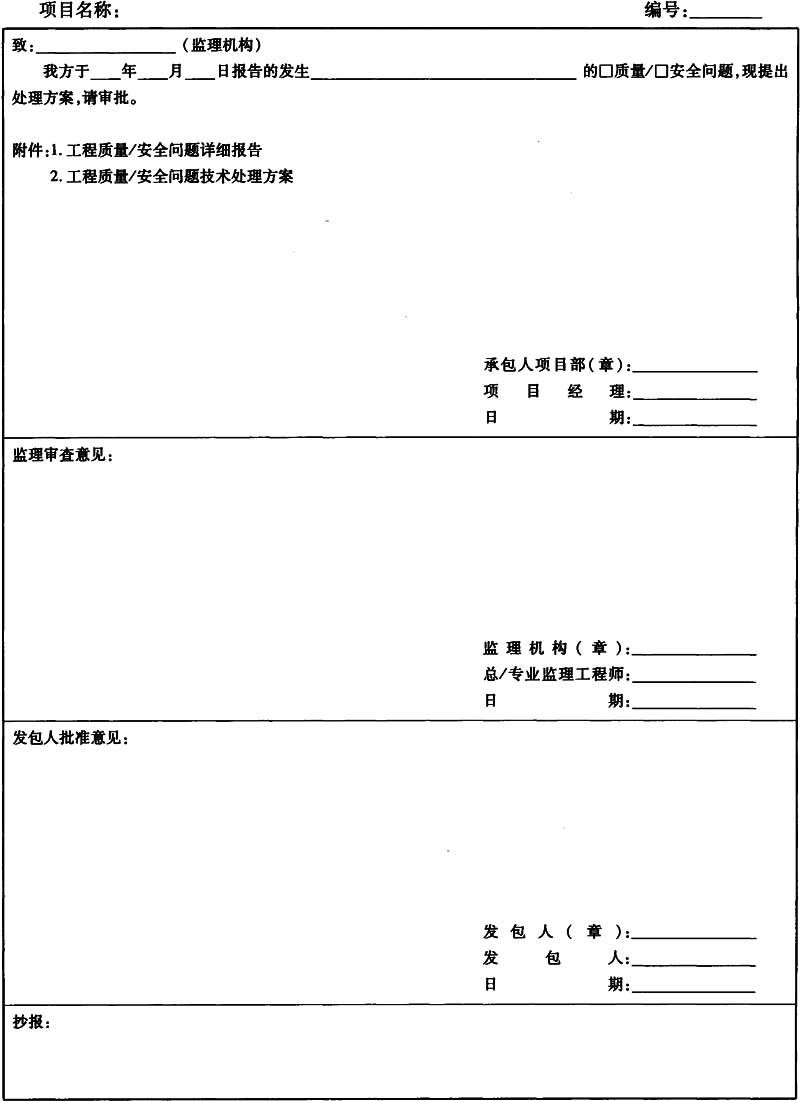 项目名称： 编号：________
致：________________（监理机构）
我方于____年____月____日报告的发生______________________________的□质量/□安全问题，现提出
处理方案，请审批。
附件：1. 工程质量/安全问题详细报告
2. 工程质量/安全问题技术处理方案
承包人项目部（章）：______________
项目经理：______________
日期：______________
监理审查意见：
监理机构（章）：______________
总/专业监理工程师：______________
日期：______________
发包人批准意见：
发包人（章）：______________
发包人：______________
日期：______________
抄报：